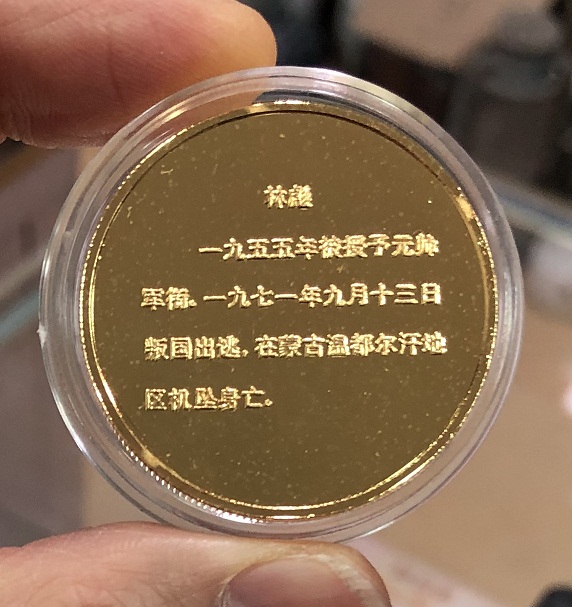 林彪
一九五五年被授予元帅
军衔。一九七一年九月十三日
叛国出逃，在蒙古温都尔汗地
区机坠身亡。